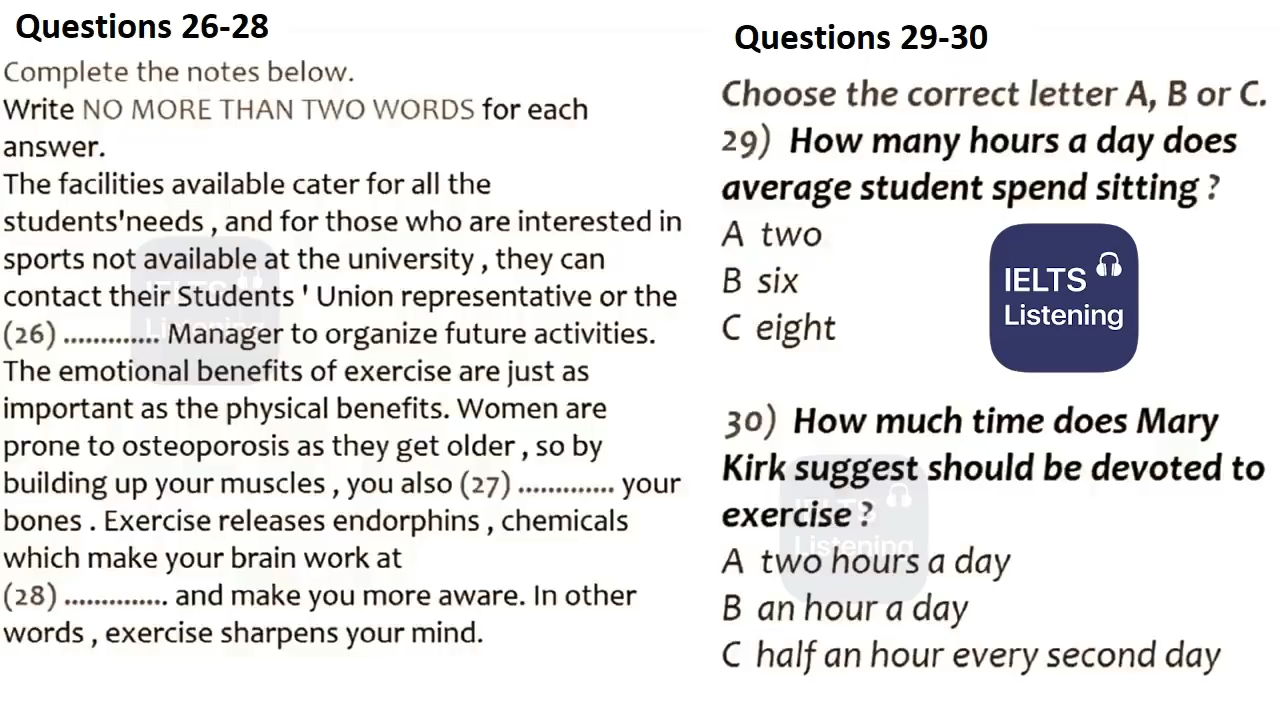 Questions 26-28
Complete the notes below.
Write NO MORE THAN TWO WORDS for each
answer.
The facilities available cater for all the
students'needs , and for those who are interested in
sports not available at the university , they can
contact their Students ' Union representative or the
(26) .............. Manager to organize future activities.
The emotional benefits of exercise are just as
important as the physical benefits. Women are
prone to osteoporosis as they get older , so by
building up your muscles , you also (27) .............. your
bones . Exercise releases endorphins , chemicals
which make your brain work at
(28) ............... and make you more aware. In other
words , exercise sharpens your mind.
Questions 29-30
Choose the correct letter A, B or C.
29) How many hours a day does
average student spend sitting ?
A two
B six
C eight
IELTS
Listening
30) How much time does Mary
Kirk suggest should be devoted to
exercise ?
A two hours a day
B an hour a day
C half an hour every second day
IELTS
Listening
IELTS
Listening